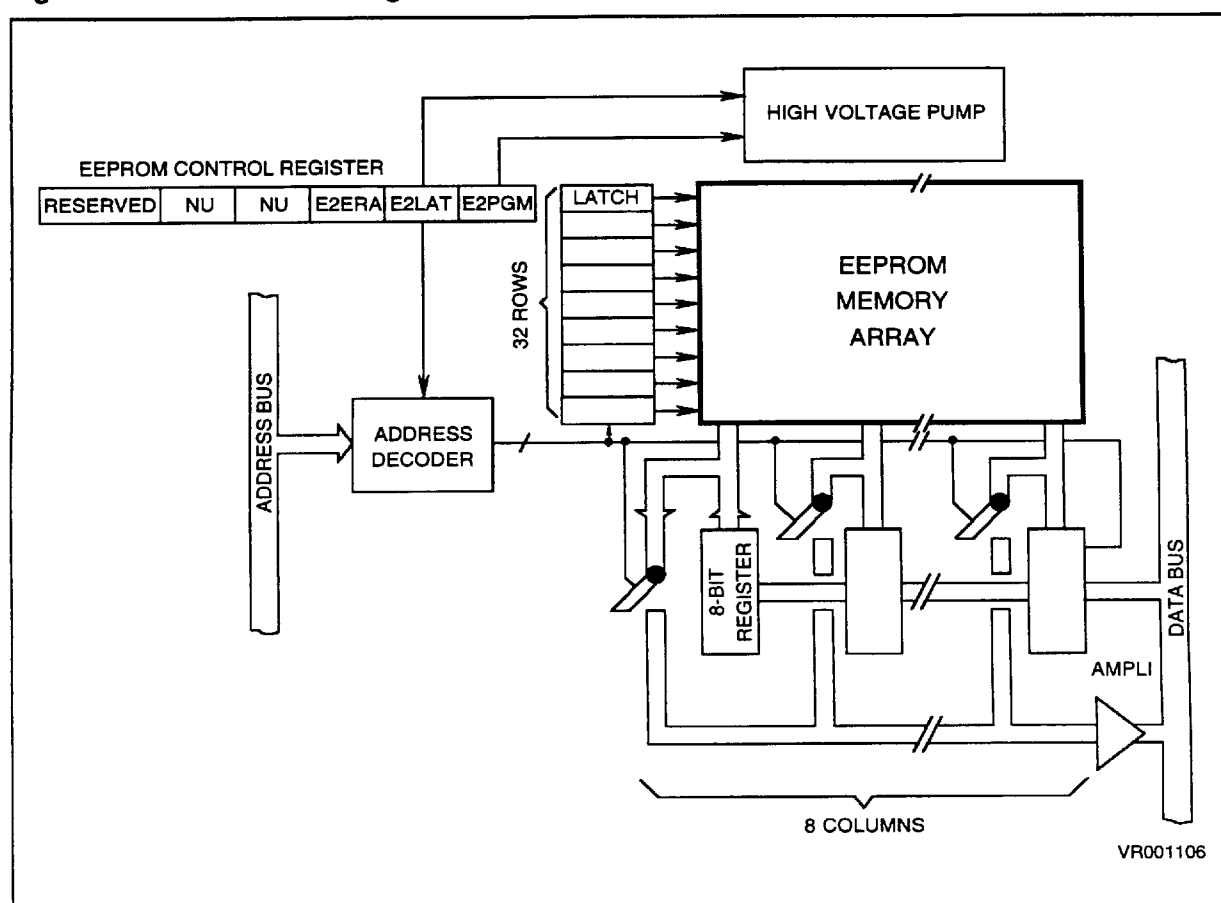 HIGH VOLTAGE PUMP
EEPROM CONTROL REGISTER
RESERVED NU NU E2ERA E2LAT E2PGM
LATCH
32 ROWS
EEPROM
MEMORY
ARRAY
ADDRESS BUS
ADDRESS
DECODER
8-BIT
REGISTER
DATA BUS
AMPLI
8 COLUMNS
VR001106